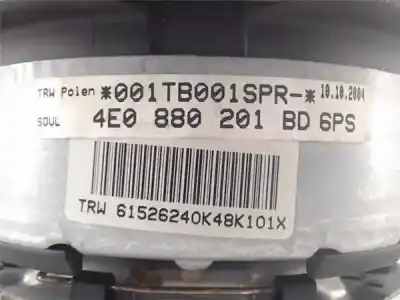 TRW Polen *001TB001SPR-* 10.10.2004
SOUL 4E0 880 201 BD 6PS
TRW 61526240K48K101X